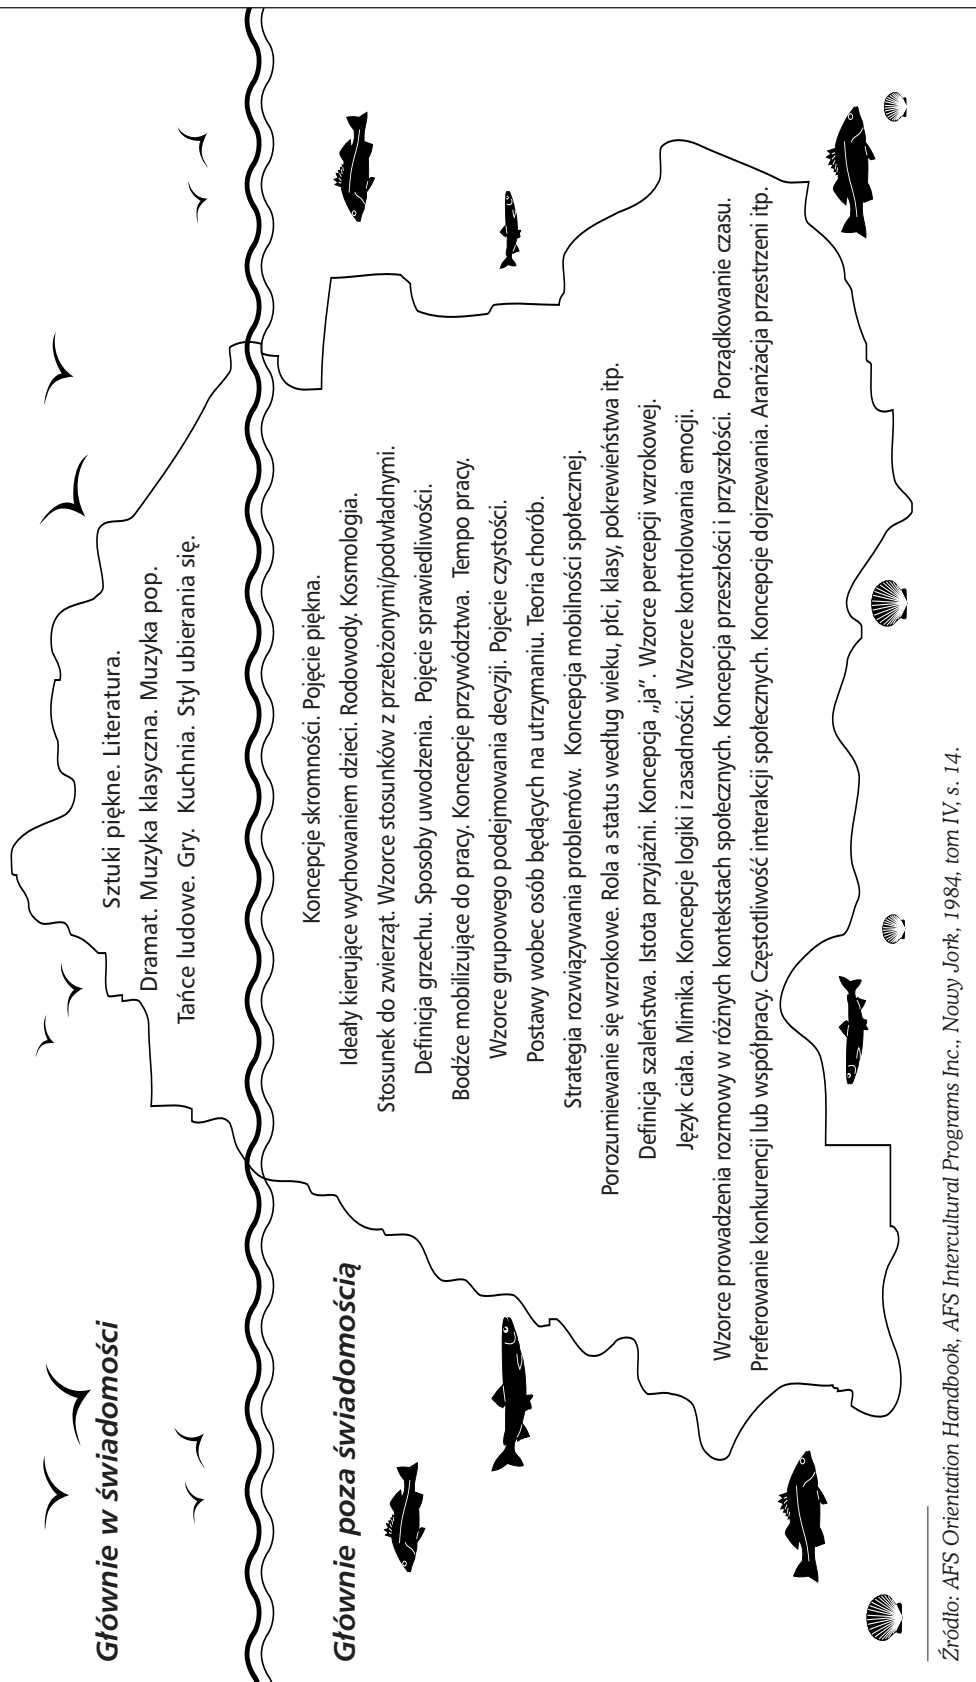 Głównie w świadomości
Sztuki piękne. Literatura.
Dramat. Muzyka klasyczna. Muzyka pop.
Tańce ludowe. Gry. Kuchnia. Styl ubierania się.
Głównie poza świadomością
Koncepcje skromności. Pojęcie piękna.
Ideały kierujące wychowaniem dzieci. Rodowody. Kosmologia.
Stosunek do zwierząt. Wzorce stosunków z przełożonymi/podwładnymi.
Definicja grzechu. Sposoby uwodzenia. Pojęcie sprawiedliwości.
Bodźce mobilizujące do pracy. Koncepcje przywództwa. Tempo pracy.
Wzorce grupowego podejmowania decyzji. Pojęcie czystości.
Postawy wobec osób będących na utrzymaniu. Teoria chorób.
Strategia rozwiązywania problemów. Koncepcja mobilności społecznej.
Porozumiewanie się wzrokowe. Rola a status według wieku, płci, klasy, pokrewieństwa itp.
Definicja szaleństwa. Istota przyjaźni. Koncepcja „ja”. Wzorce percepcji wzrokowej.
Język ciała. Mimika. Koncepcje logiki i zasadności. Wzorce kontrolowania emocji.
Wzorce prowadzenia rozmowy w różnych kontekstach społecznych. Koncepcja przeszłości i przyszłości. Porządkowanie czasu.
Preferowanie konkurencji lub współpracy. Częstotliwość interakcji społecznych. Koncepcje dojrzewania. Aranżacja przestrzeni itp.
Źródło: AFS Orientation Handbook, AFS Intercultural Programs Inc., Nowy Jork, 1984, tom IV, s. 14.